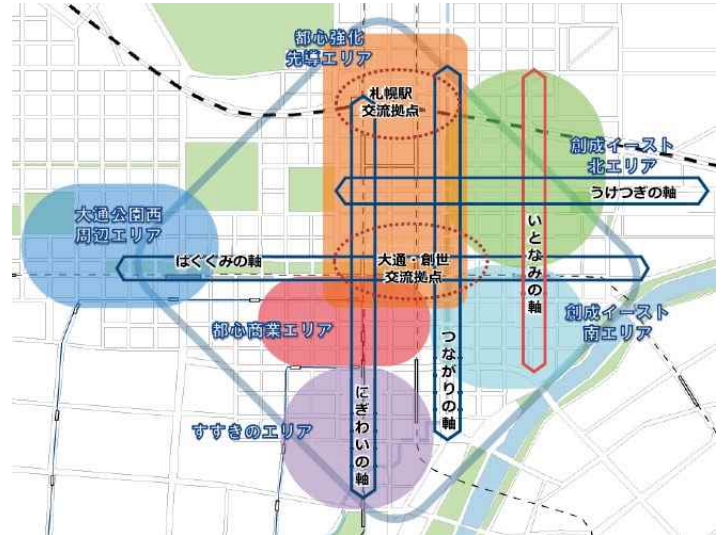 都心強化
先導エリア
札幌駅
交流拠点
創成イースト
北エリア
うけつぎの軸
大通公園西
周辺エリア
はぐくみの軸
大通・創世
交流拠点
いとなみの軸
都心商業エリア
創成イースト
南エリア
つながりの軸
にぎわいの軸
すすきのエリア